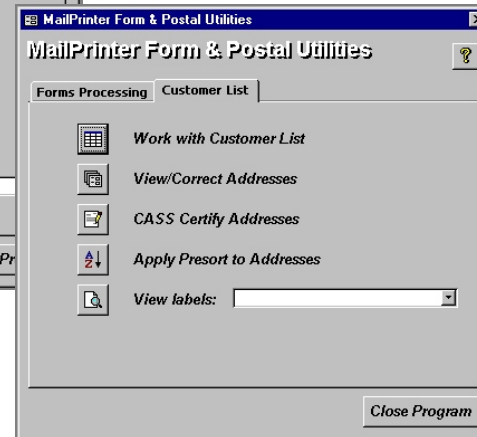 MailPrinter Form & Postal Utilities
MailPrinter Form & Postal Utilities
?
Forms Processing Customer List
Work with Customer List
View/Correct Addresses
CASS Certify Addresses
Apply Presort to Addresses
View labels:
Close Program